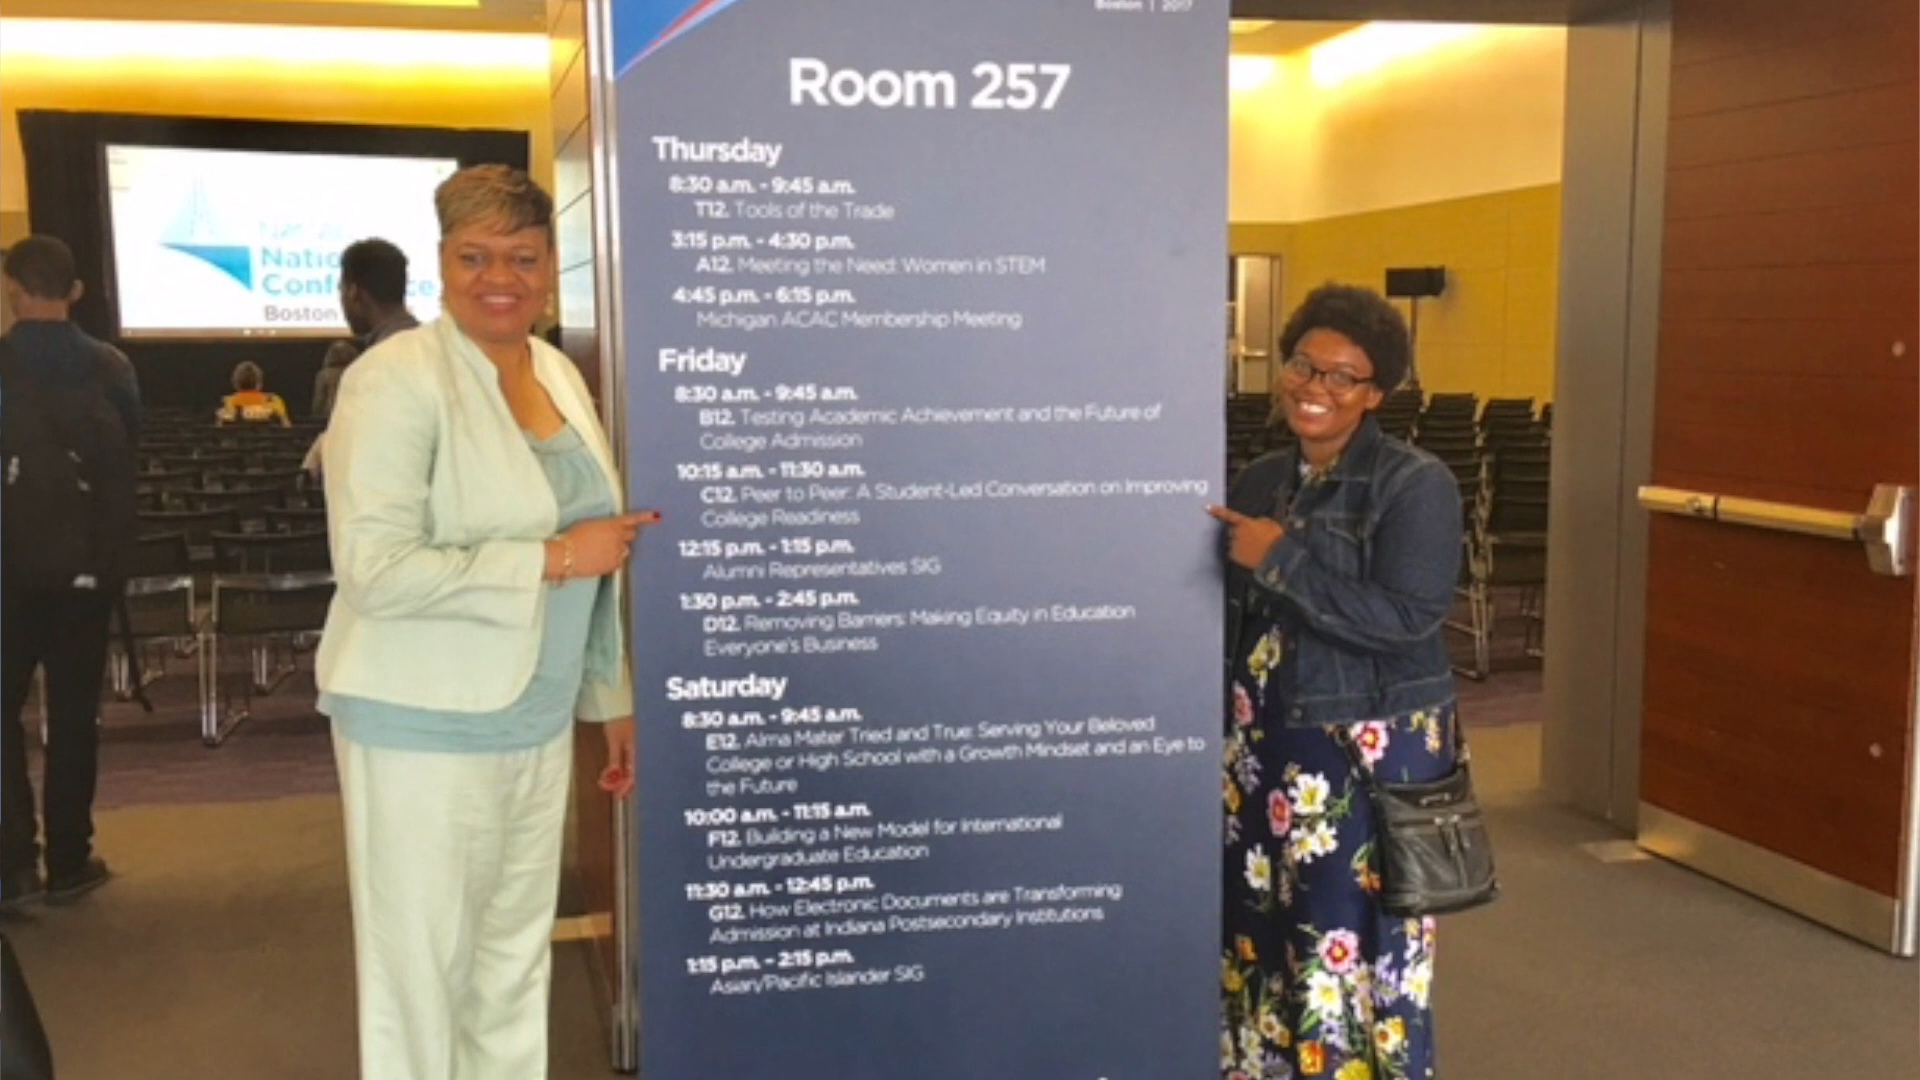 Boston | 2017
Room 257
Thursday
8:30 a.m. - 9:45 a.m.
T12. Tools of the Trade
3:15 p.m. - 4:30 p.m.
A12. Meeting the Need: Women in STEM
4:45 p.m. - 6:15 p.m.
Michigan ACAC Membership Meeting
Friday
8:30 a.m. - 9:45 a.m.
B12. Testing Academic Achievement and the Future of
College Admission
10:15 a.m. - 11:30 a.m.
C12. Peer to Peer: A Student-Led Conversation on Improving
College Readiness
12:15 p.m. - 1:15 p.m.
Alumni Representatives SIG
1:30 p.m. - 2:45 p.m.
D12. Removing Barriers: Making Equity in Education
Everyone's Business
Saturday
8:30 a.m. - 9:45 a.m.
E12. Alma Mater Tried and True: Serving Your Beloved
College or High School with a Growth Mindset and an Eye to
the Future
10:00 a.m. - 11:15 a.m.
F12. Building a New Model for International
Undergraduate Education
11:30 a.m. - 12:45 p.m.
G12. How Electronic Documents are Transforming
Admission at Indiana Postsecondary Institutions
1:15 p.m. - 2:15 p.m.
Asian/Pacific Islander SIG
Natio
Conf ce
Boston